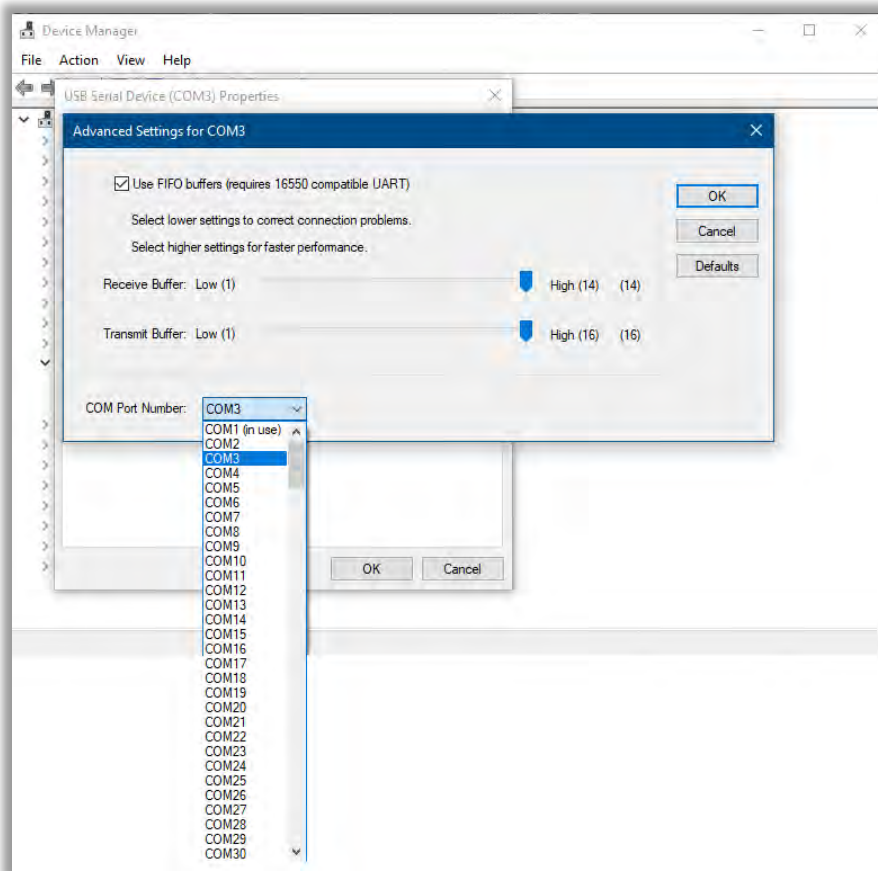 Device Manager
File Action View Help
USB Serial Device (COM3) Properties
Advanced Settings for COM3
Use FIFO buffers (requires 16550 compatible UART)
OK
Select lower settings to correct connection problems.
Cancel
Select higher settings for faster performance.
Defaults
Receive Buffer: Low (1) High (14) (14)
Transmit Buffer: Low (1) High (16) (16)
COM Port Number: COM3
COM1 (in use)
COM2
COM3
COM4
COM5
COM6
COM7
COM8
COM9
COM10
COM11
COM12
COM13
COM14
COM15
COM16
COM17
COM18
COM19
COM20
COM21
COM22
COM23
COM24
COM25
COM26
COM27
COM28
COM29
COM30
OK Cancel